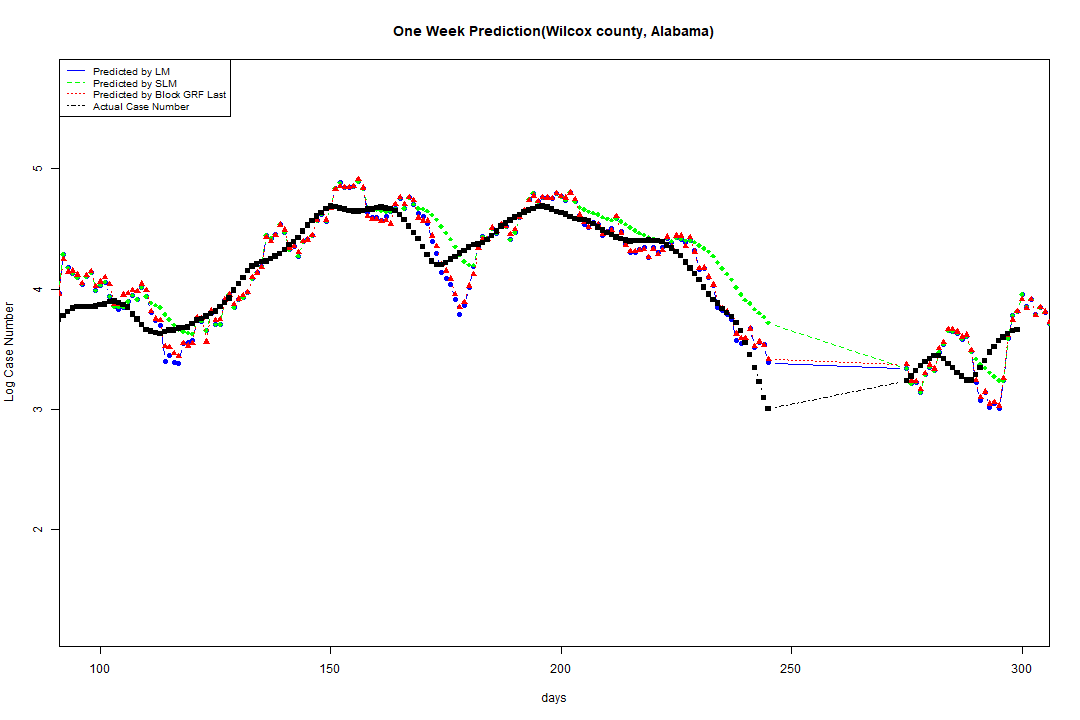 One Week Prediction(Wilcox county, Alabama)
Predicted by LM
Predicted by SLM
Predicted by Block GRF Last
Actual Case Number
Log Case Number
5
4
3
2
100 150 200 250 300
days